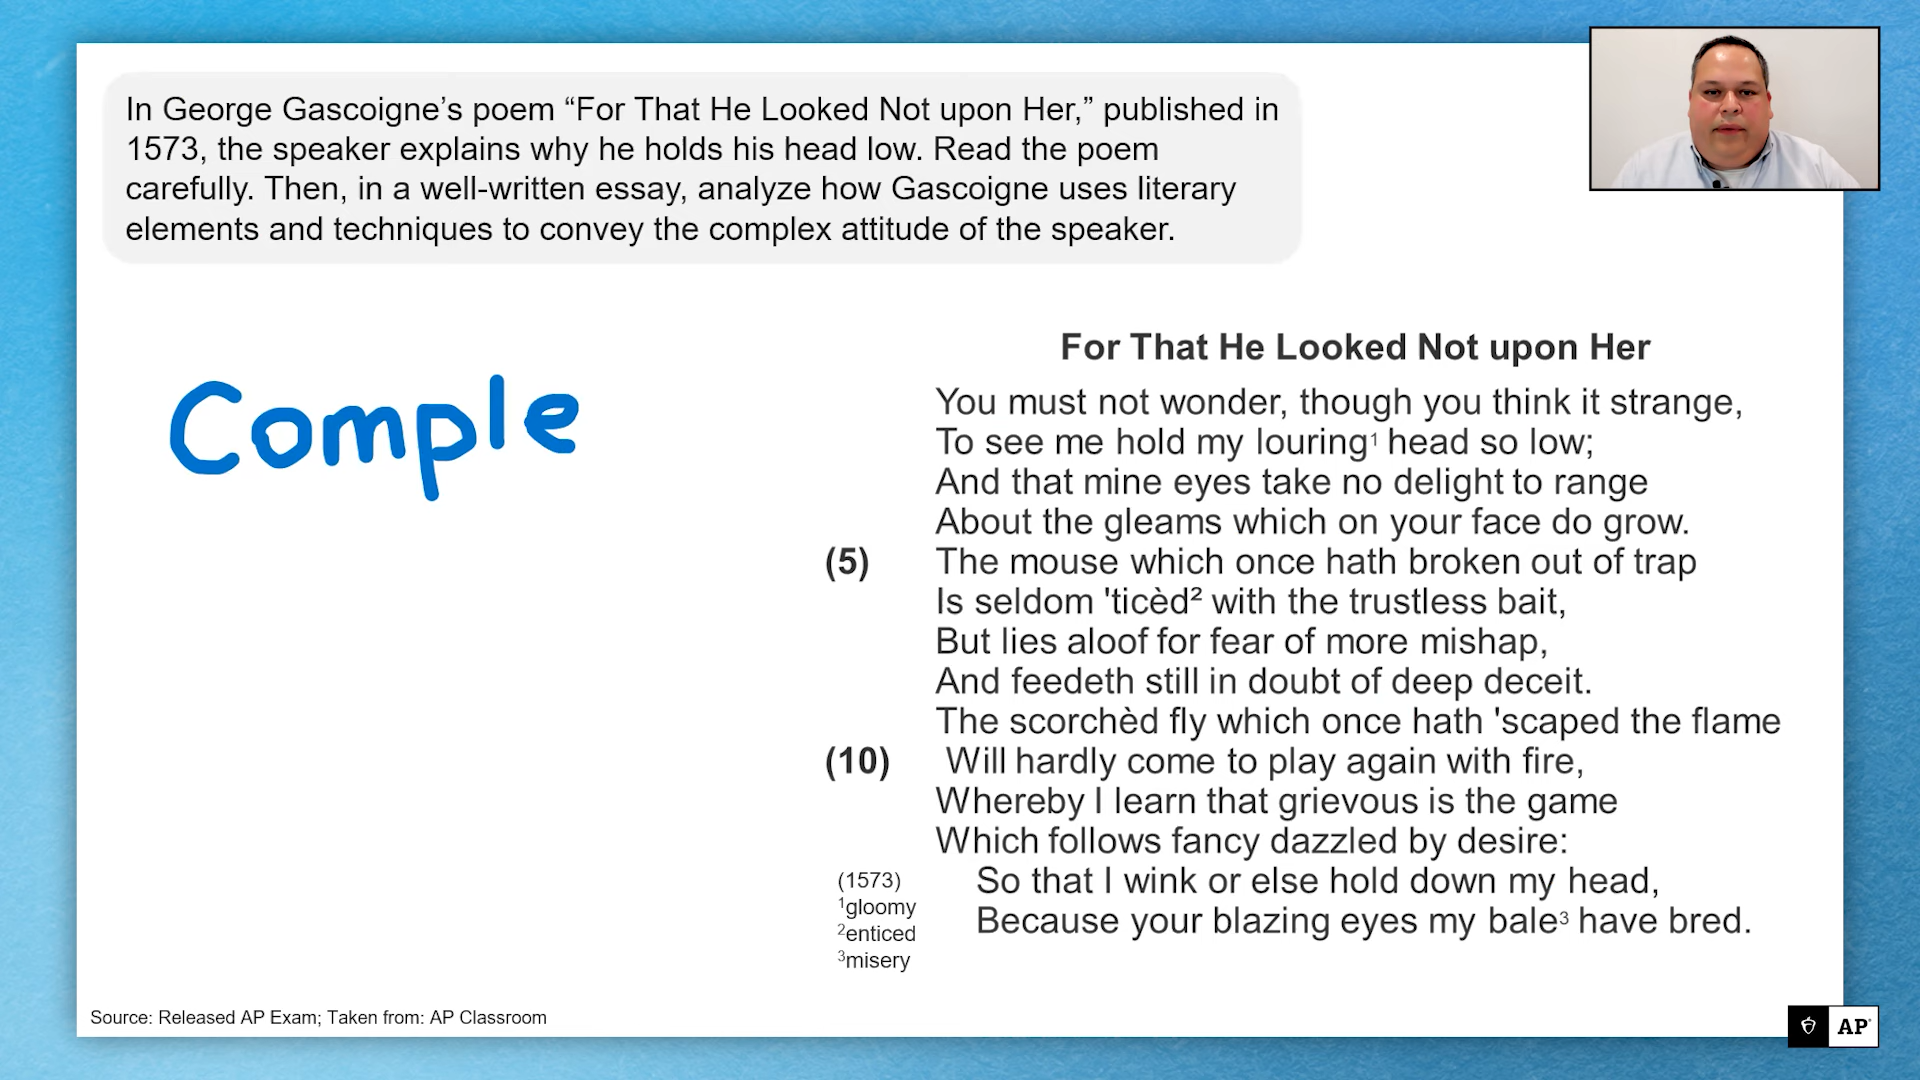 In George Gascoigne’s poem “For That He Looked Not upon Her,” published in
1573, the speaker explains why he holds his head low. Read the poem
carefully. Then, in a well-written essay, analyze how Gascoigne uses literary
elements and techniques to convey the complex attitude of the speaker.
Comple
For That He Looked Not upon Her
You must not wonder, though you think it strange,
To see me hold my louring¹ head so low;
And that mine eyes take no delight to range
About the gleams which on your face do grow.
(5) The mouse which once hath broken out of trap
Is seldom 'ticèd² with the trustless bait,
But lies aloof for fear of more mishap,
And feedeth still in doubt of deep deceit.
The scorchèd fly which once hath 'scaped the flame
(10) Will hardly come to play again with fire,
Whereby I learn that grievous is the game
Which follows fancy dazzled by desire:
So that I wink or else hold down my head,
Because your blazing eyes my bale³ have bred.
(1573)
¹gloomy
²enticed
³misery
Source: Released AP Exam; Taken from: AP Classroom
AP